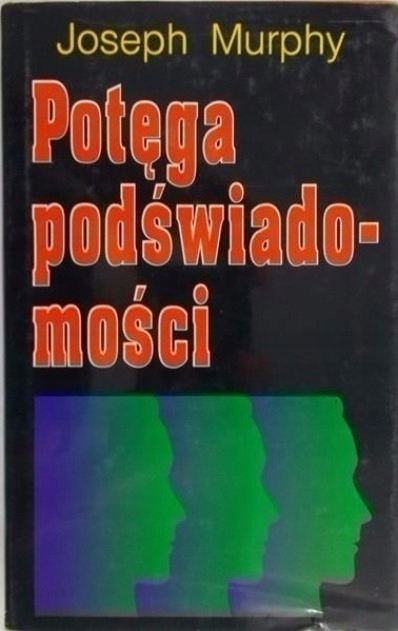 Joseph Murphy
Potęga
podświado-
mości